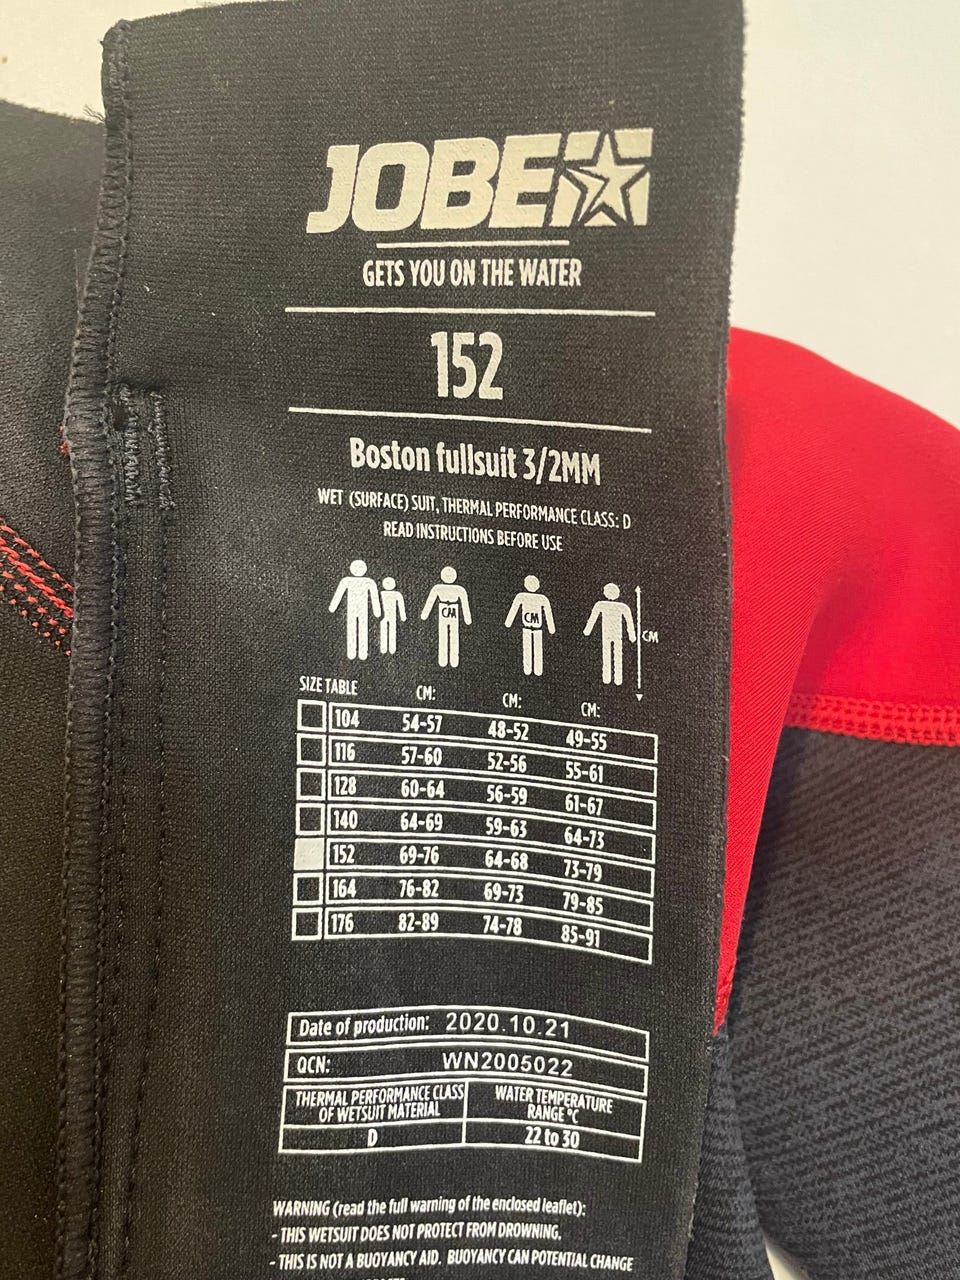 JOBE
GETS YOU ON THE WATER
152
Boston fullsuit 3/2MM
WET (SURFACE) SUIT, THERMAL PERFORMANCE CLASS: D
READ INSTRUCTIONS BEFORE USE
CM CM CM
SIZE TABLE CM: CM: CM:
104 54-57 48-52 49-55
116 57-60 52-56 55-61
128 60-64 56-59 61-67
140 64-69 59-63 64-73
152 69-76 64-68 73-79
164 76-82 69-73 79-85
176 82-89 74-78 85-91
Date of production: 2020.10.21
QCN: WN2005022
THERMAL PERFORMANCE CLASS
OF WETSUIT MATERIAL
WATER TEMPERATURE
RANGE °C
D 22 to 30
WARNING (read the full warning of the enclosed leaflet):
- THIS WETSUIT DOES NOT PROTECT FROM DROWNING.
- THIS IS NOT A BUOYANCY AID. BUOYANCY CAN POTENTIAL CHANGE